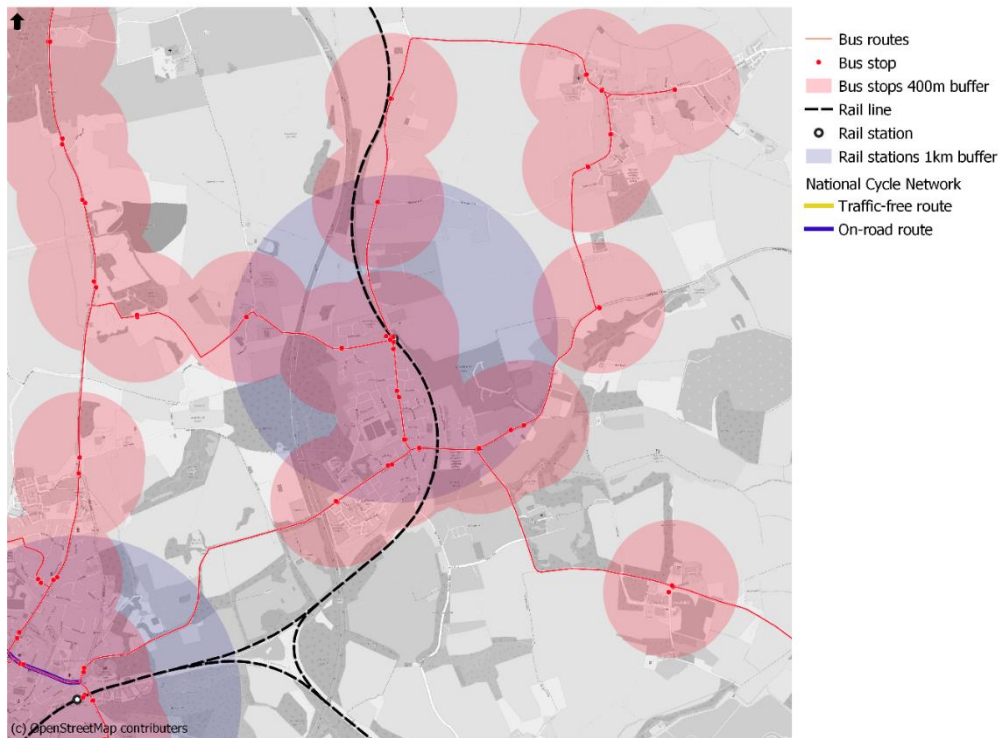 Bus routes
Bus stop
Bus stops 400m buffer
Rail line
Rail station
Rail stations 1km buffer
National Cycle Network
Traffic-free route
On-road route
(c) OpenStreetMap contributers